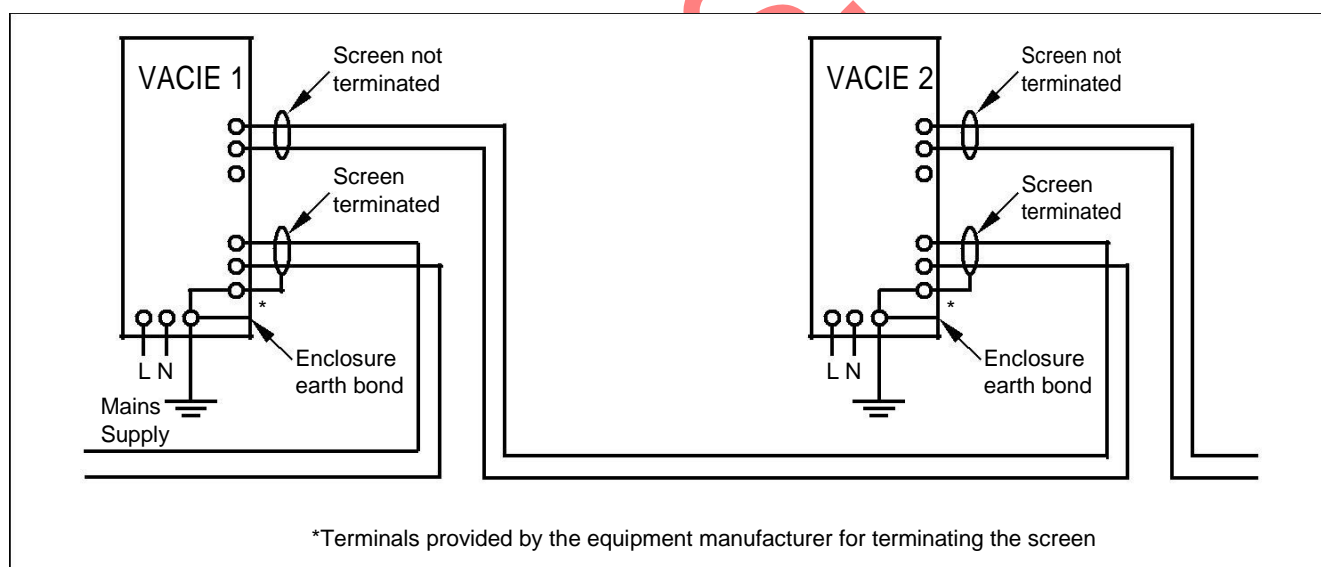 VACIE 1
Screen not
terminated
Screen
terminated
*
L N
Enclosure
earth bond
Mains
Supply
VACIE 2
Screen not
terminated
Screen
terminated
*
L N
Enclosure
earth bond
*Terminals provided by the equipment manufacturer for terminating the screen